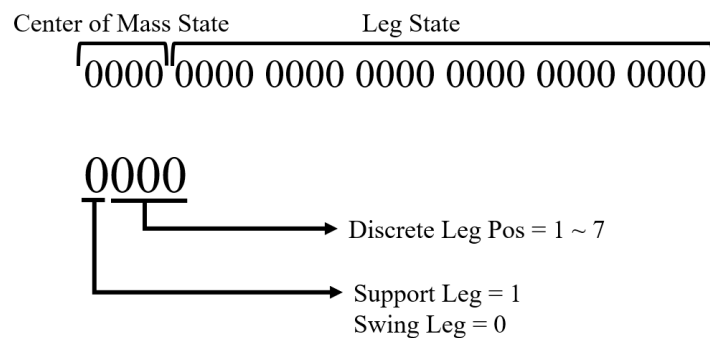 Center of Mass State Leg State
0000 0000 0000 0000 0000 0000 0000
0000
Discrete Leg Pos = 1 ~ 7
Support Leg = 1
Swing Leg = 0